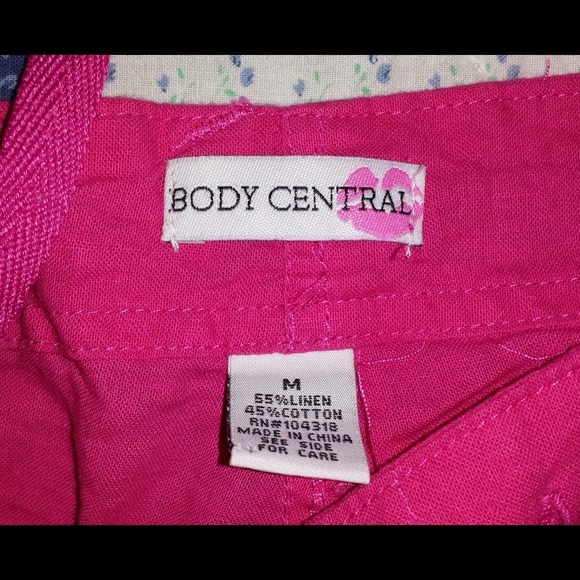 BODY CENTRAL
M
55%LINEN
45%COTTON
RN#104318
MADE IN CHINA
SEE SIDE
FOR CARE